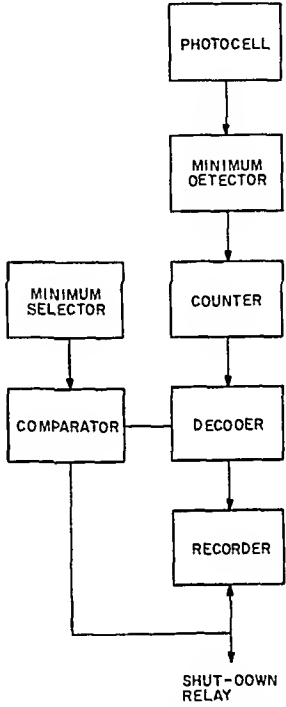 PHOTOCELL
MINIMUM
DETECTOR
MINIMUM
SELECTOR
COUNTER
COMPARATOR
DECODER
RECORDER
SHUT-DOWN
RELAY